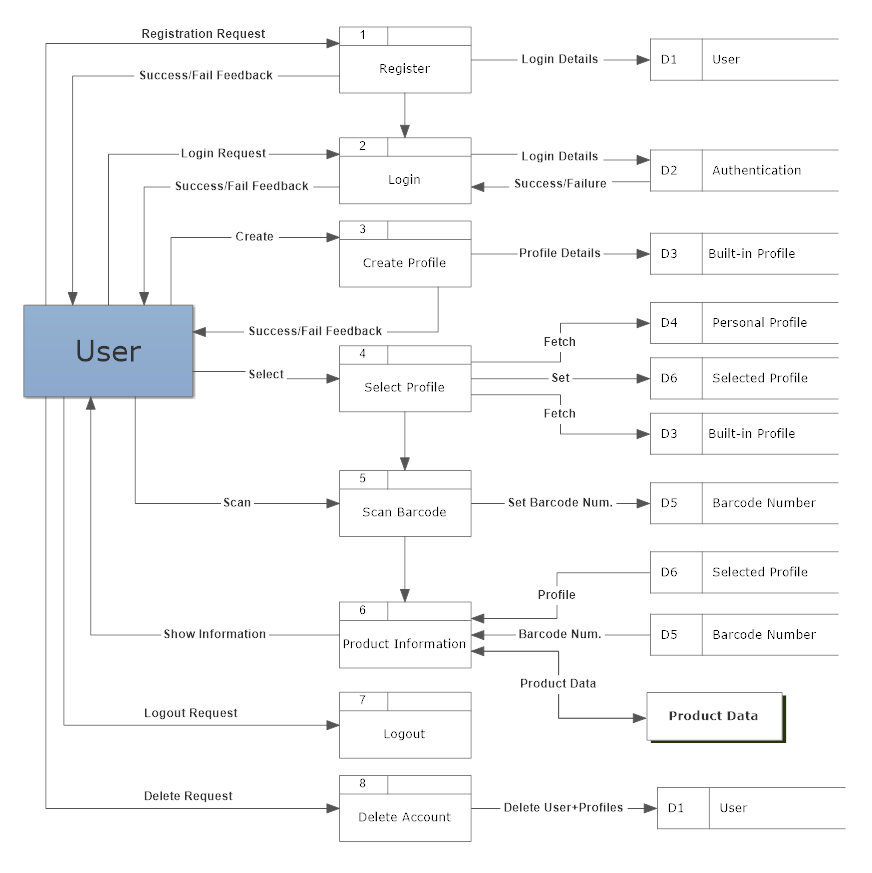 Registration Request
1
Register
Success/Fail Feedback
Login Details
D1 User
2
Login
Login Request
Success/Fail Feedback
Login Details
Success/Failure
D2 Authentication
3
Create Profile
Create
Profile Details
D3 Built-in Profile
User
Success/Fail Feedback
4
Select Profile
Select
Fetch
D4 Personal Profile
Set
D6 Selected Profile
Fetch
D3 Built-in Profile
5
Scan Barcode
Scan
Set Barcode Num.
D5 Barcode Number
6
Product Information
Show Information
Profile
D6 Selected Profile
Barcode Num.
D5 Barcode Number
Product Data
Product Data
7
Logout
Logout Request
8
Delete Account
Delete Request
Delete User+Profiles
D1 User